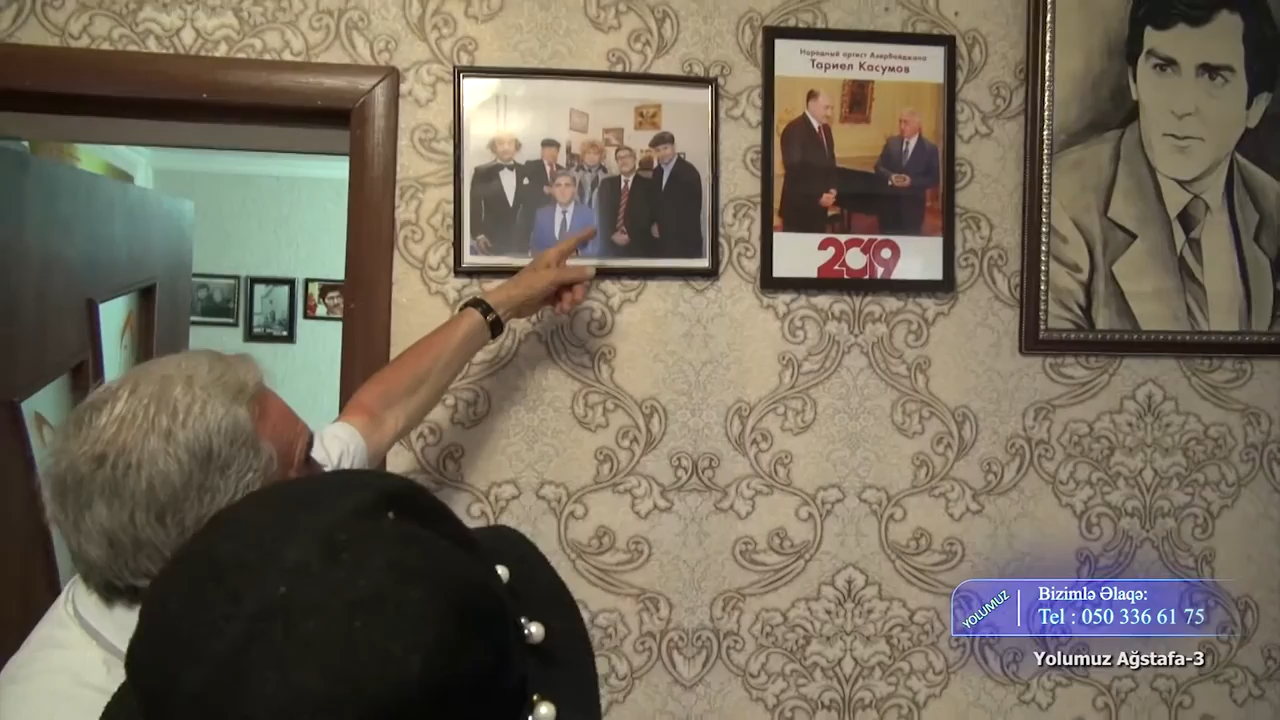 Народный артист Азербайджана
Тариел Касумов
2019
YOLUMUZ
Bizimlə Əlaqə:
Tel : 050 336 61 75
Yolumuz Ağstafa-3